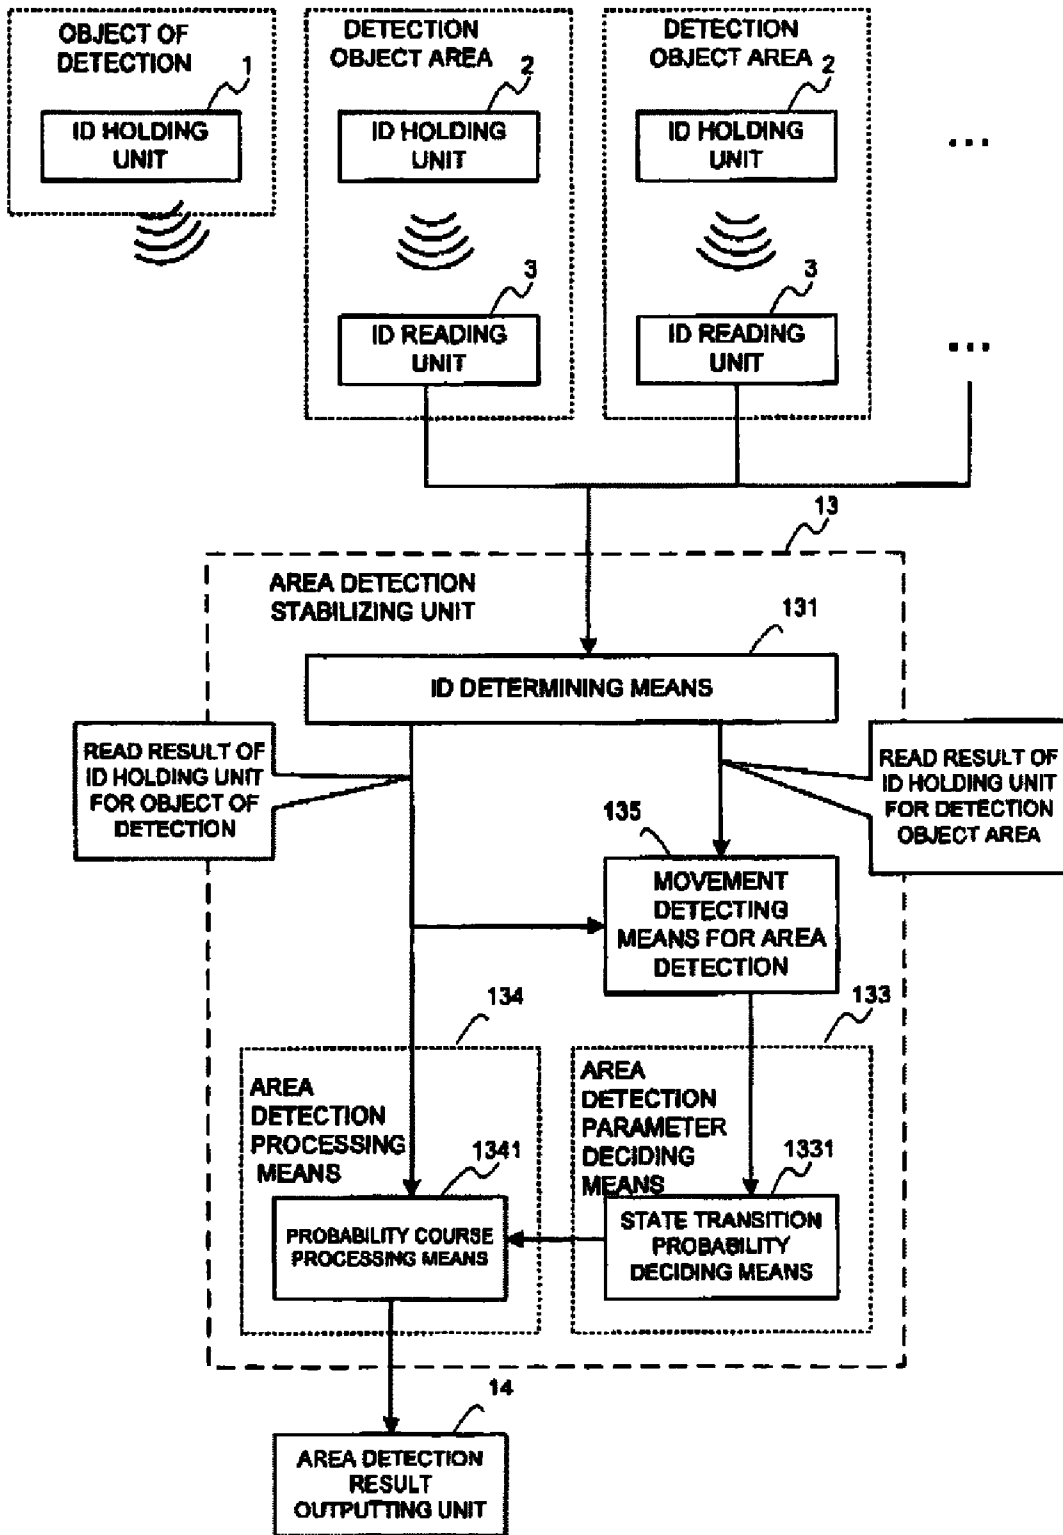 OBJECT OF
DETECTION
1
ID HOLDING
UNIT
DETECTION
OBJECT AREA
2
ID HOLDING
UNIT
3
ID READING
UNIT
DETECTION
OBJECT AREA
2
ID HOLDING
UNIT
3
ID READING
UNIT
...
...
13
AREA DETECTION
STABILIZING UNIT
131
ID DETERMINING MEANS
READ RESULT OF
ID HOLDING UNIT
FOR OBJECT OF
DETECTION
READ RESULT OF
ID HOLDING UNIT
FOR DETECTION
OBJECT AREA
135
MOVEMENT
DETECTING
MEANS FOR AREA
DETECTION
134
AREA
DETECTION
PROCESSING
MEANS
1341
PROBABILITY COURSE
PROCESSING MEANS
133
AREA
DETECTION
PARAMETER
DECIDING
MEANS
1331
STATE TRANSITION
PROBABILITY
DECIDING MEANS
14
AREA DETECTION
RESULT
OUTPUTTING UNIT